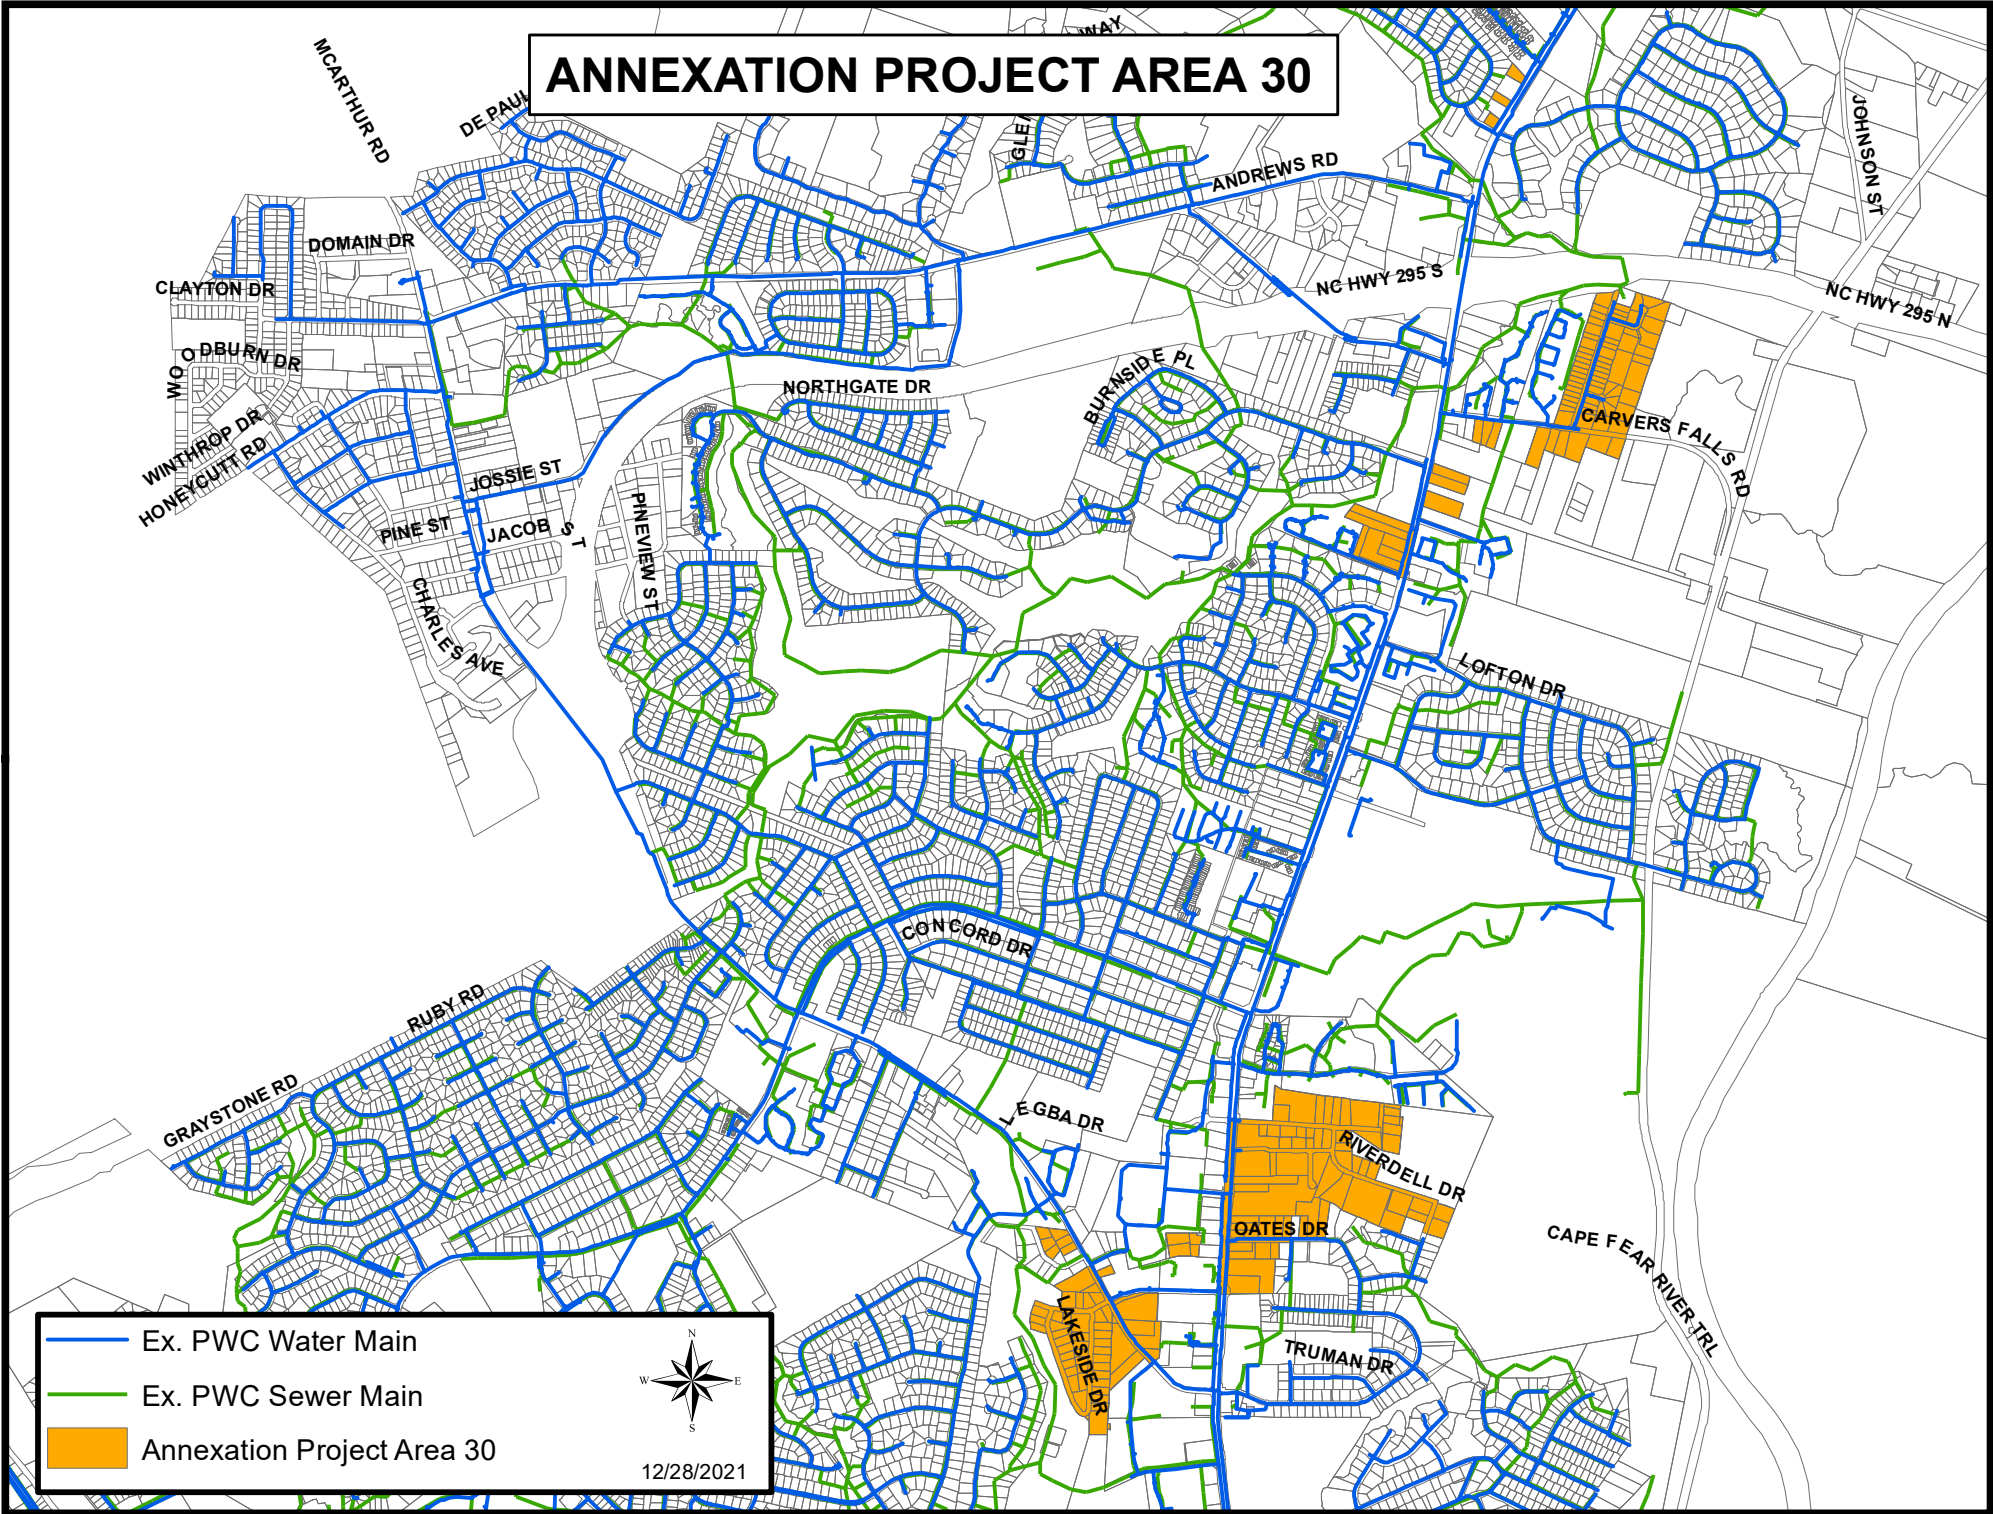 WAY
ANNEXATION PROJECT AREA 30
MCARTHUR RD
DE PAUL
GLEA
JOHNSON ST
ANDREWS RD
DOMAIN DR
CLAYTON DR
NC HWY 295 S
NC HWY 295 N
WOODBURN DR
NORTHGATE DR
BURNSIDE PL
CARVERS FALLS RD
WINTHROP DR
HONEYCUTT RD
JOSSIE ST
PINE ST
JACOB ST
PINEVIEW ST
CHARLES AVE
LOFTON DR
CONCORD DR
RUBY RD
GRAYSTONE RD
LEGBA DR
RIVERDELL DR
OATES DR
CAPE FEAR RIVER TRL
LAKESIDE DR
TRUMAN DR
Ex. PWC Water Main
Ex. PWC Sewer Main
Annexation Project Area 30
N
W E
S
12/28/2021